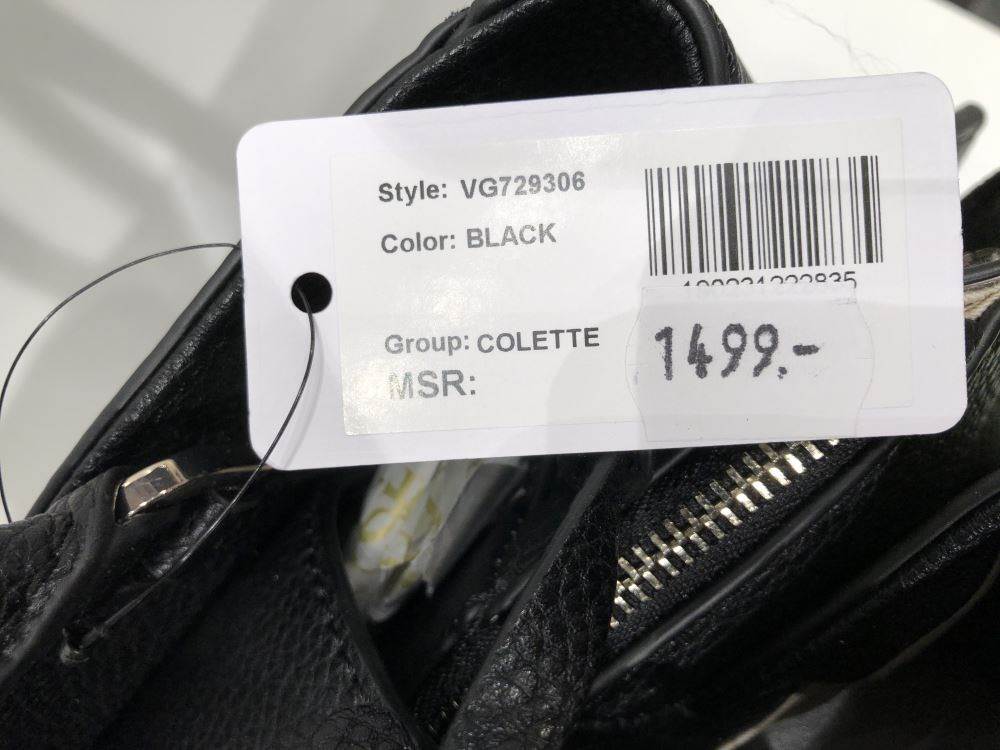 Style: VG729306
Color: BLACK
Group: COLETTE
MSR:
1499.-